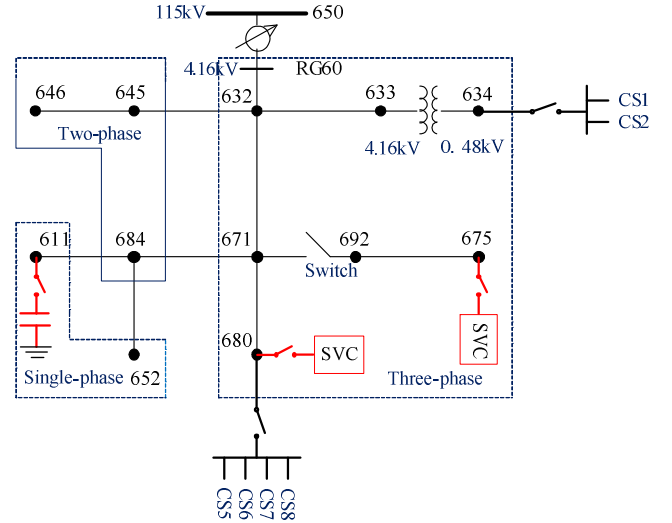 115kV 650
4.16kV RG60
646 645 632 633 634
CS1
CS2
Two-phase
4.16kV 0. 48kV
611 684 671 692 675
Switch
680
SVC
SVC
Single-phase 652
Three-phase
CS5
CS6
CS7
CS8